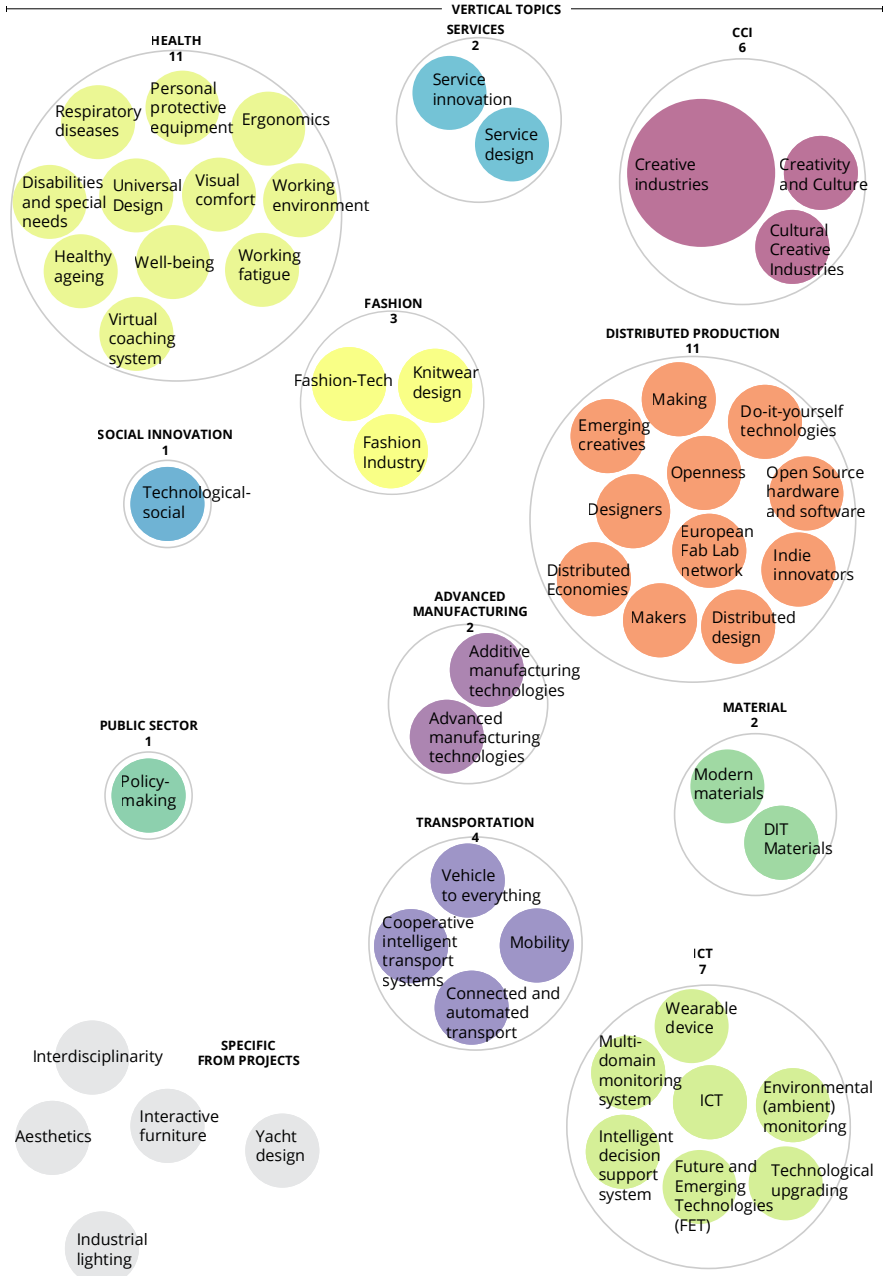 VERTICAL TOPICS
HEALTH
11
Respiratory
diseases
Personal
protective
equipment
Ergonomics
Disabilities
and special
needs
Universal
Design
Visual
comfort
Working
environment
Healthy
ageing
Well-being
Working
fatigue
Virtual
coaching
system
SERVICES
2
Service
innovation
Service
design
CCI
6
Creative
industries
Creativity
and Culture
Cultural
Creative
Industries
FASHION
3
Fashion-Tech
Knitwear
design
Fashion
Industry
DISTRIBUTED PRODUCTION
11
Making
Do-it-yourself
technologies
Emerging
creatives
Openness
Open Source
hardware
and software
Designers
European
Fab Lab
network
Indie
innovators
Distributed
Economies
Makers
Distributed
design
SOCIAL INNOVATION
1
Technological-
social
ADVANCED
MANUFACTURING
2
Additive
manufacturing
technologies
Advanced
manufacturing
technologies
PUBLIC SECTOR
1
Policy-
making
MATERIAL
2
Modern
materials
DIT
Materials
TRANSPORTATION
4
Vehicle
to everything
Cooperative
intelligent
transport
systems
Mobility
Connected and
automated
transport
ICT
7
Wearable
device
Multi-
domain
monitoring
system
ICT
Environmental
(ambient)
monitoring
Intelligent
decision
support
system
Future and
Emerging
Technologies
(FET)
Technological
upgrading
SPECIFIC
FROM PROJECTS
Interdisciplinarity
Aesthetics
Interactive
furniture
Yacht
design
Industrial
lighting